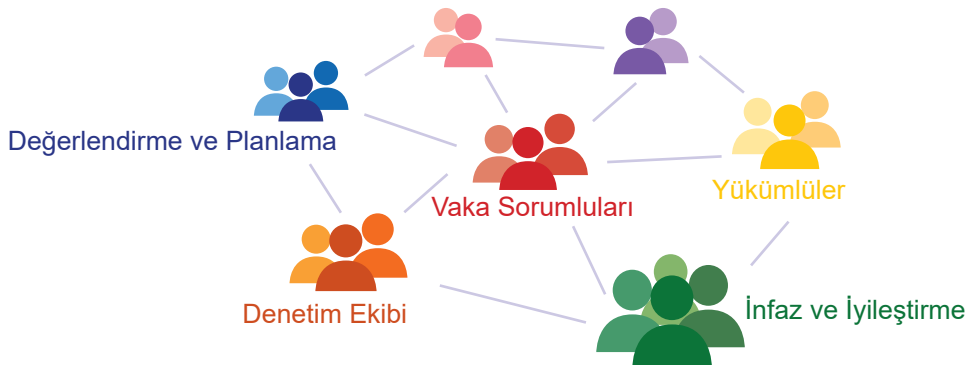 Değerlendirme ve Planlama
Yükümlüler
Vaka Sorumluları
Denetim Ekibi
İnfaz ve İyileştirme